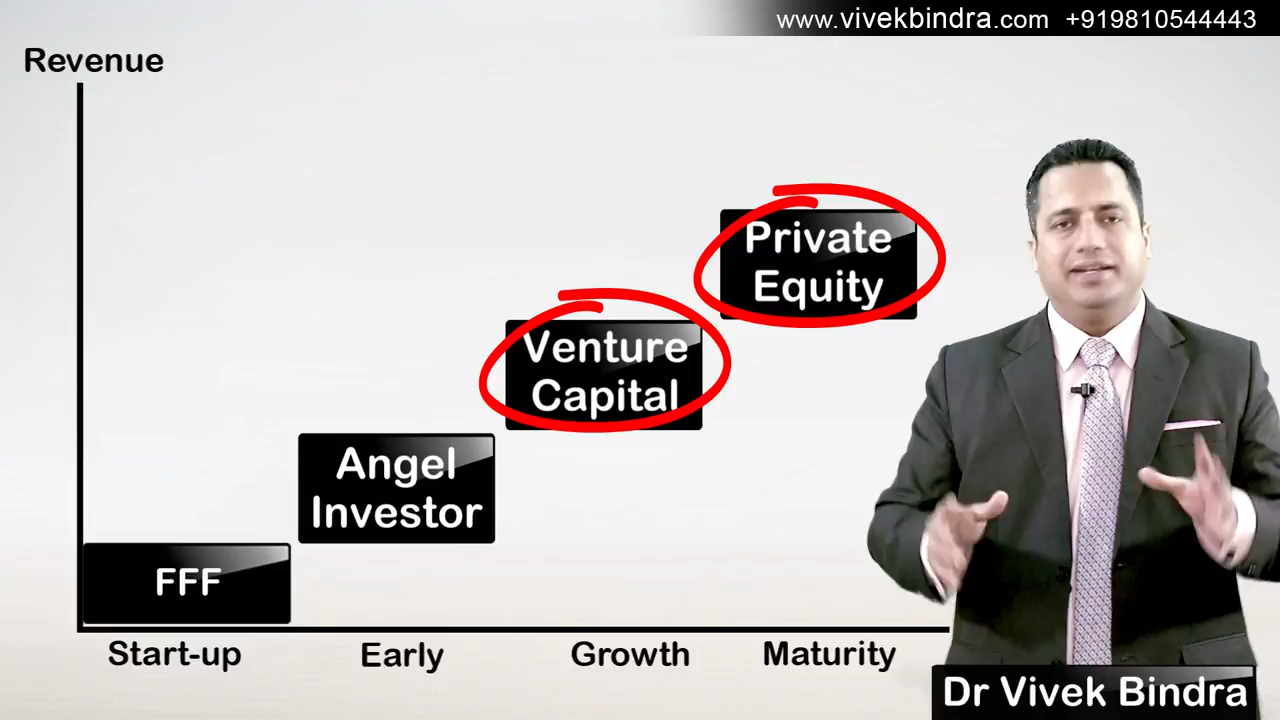 www.vivekbindra.com +919810544443
Revenue
Private
Equity
Venture
Capital
Angel
Investor
FFF
Start-up
Early
Growth
Maturity
Dr Vivek Bindra